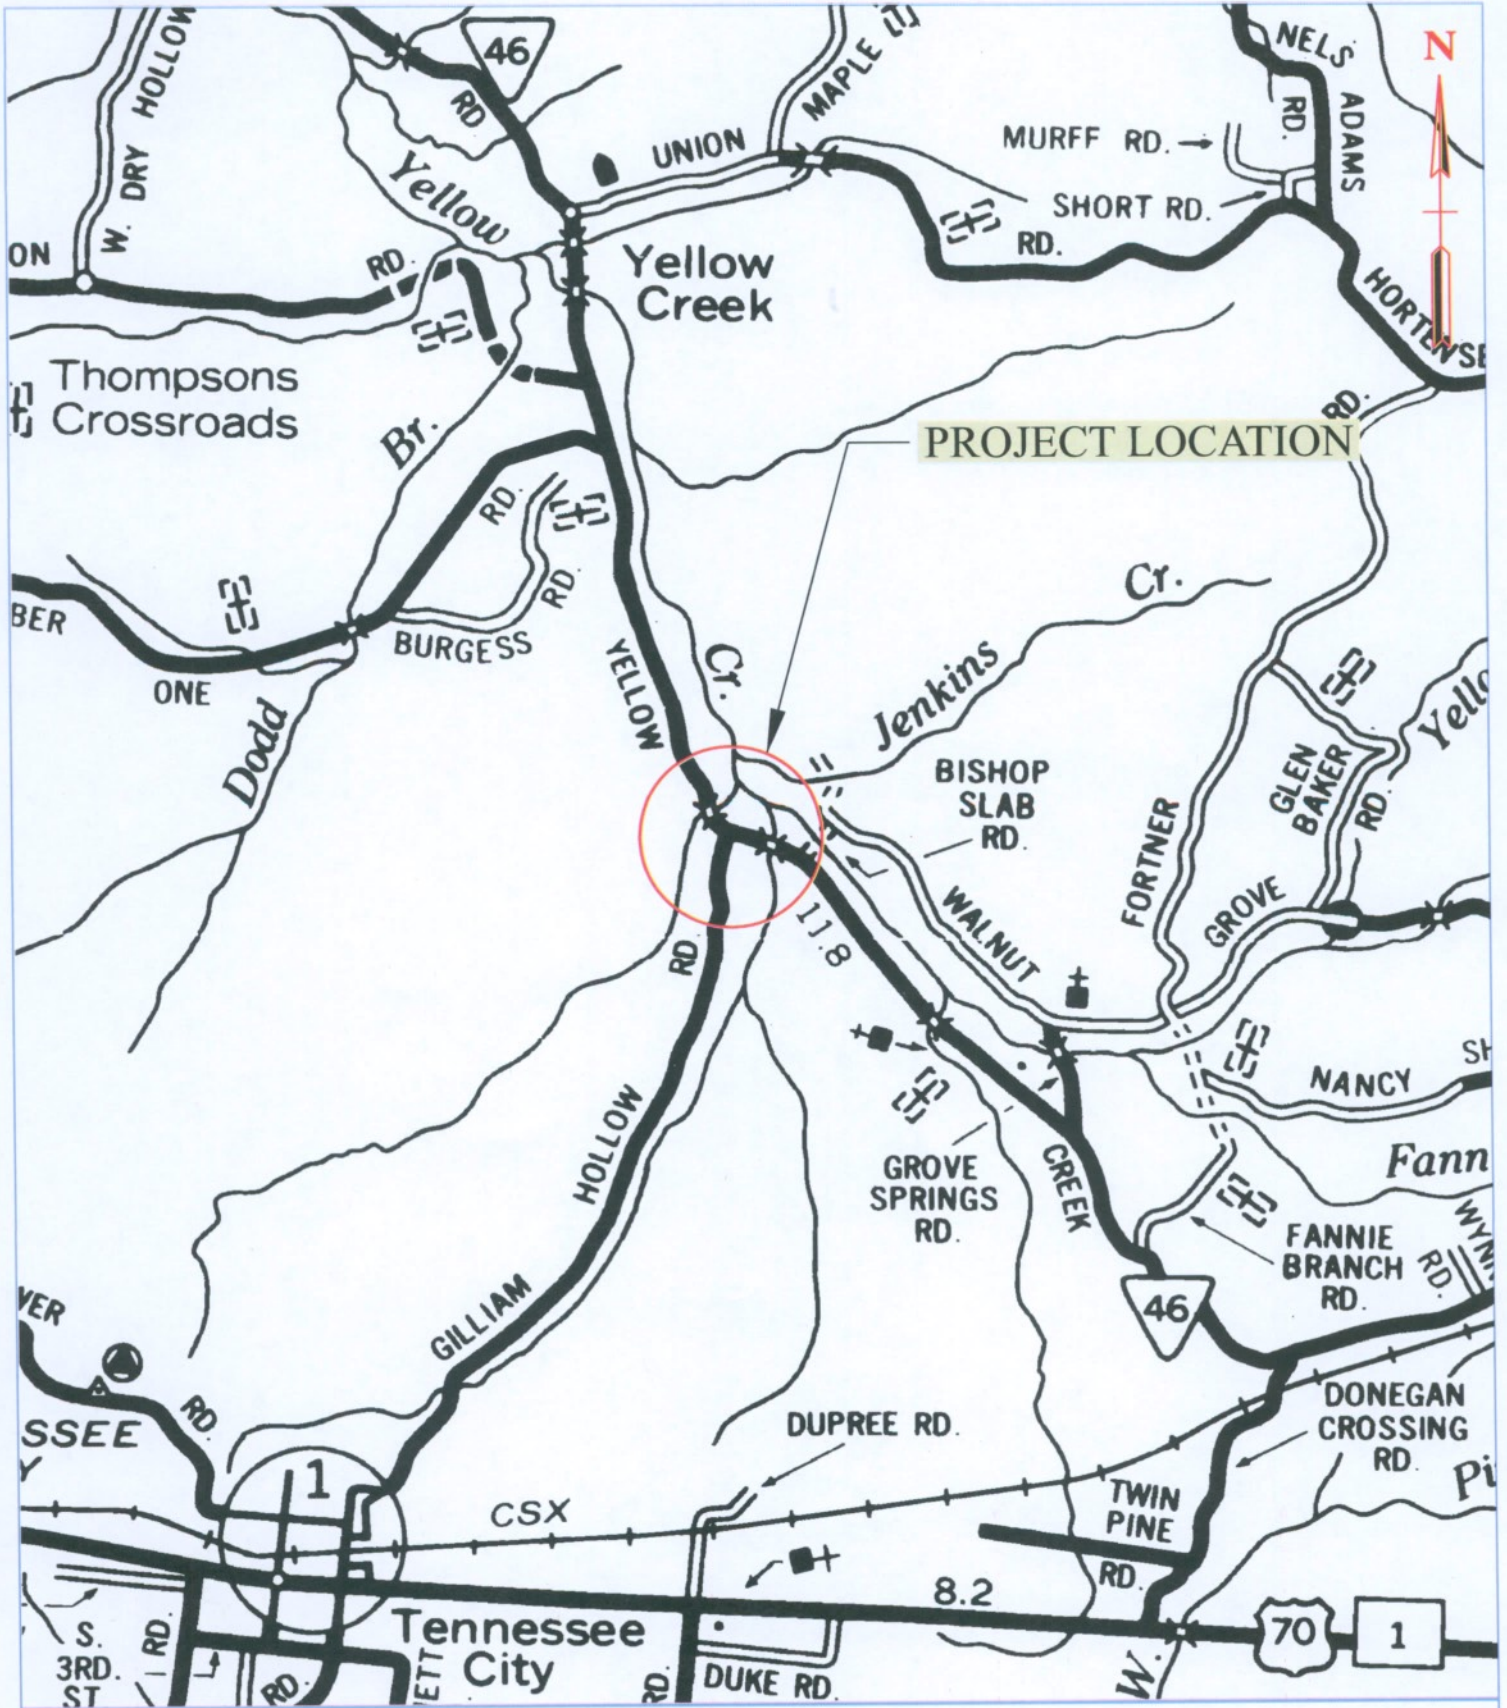 W. DRY HOLLOW
46
RD
MAPLE
NELS
ADAMS
RD.
N
UNION
MURFF RD.
SHORT RD.
Yellow
ON
RD.
Yellow
Creek
RD.
HORTENSE
Thompsons
Crossroads
Br.
RD.
PROJECT LOCATION
RD.
RD.
Cr.
BER
BURGESS
ONE
YELLOW
Cr.
Jenkins
Dodd
BISHOP
SLAB
RD.
GLEN
BAKER
RD.
FORTNER
GROVE
WALNUT
11.8
RD
NANCY
HOLLOW
GROVE
SPRINGS
RD.
CREEK
Fann
FANNIE
BRANCH
RD.
RD.
46
VER
GILLIAM
RD.
SSEE
Y
DUPREE RD.
DONEGAN
CROSSING
RD.
Pi
1
CSX
TWIN
PINE
RD.
8.2
70
1
Tennessee
City
S.
3RD.
ST
RD.
RD.
ETT
RD.
DUKE RD.
W.